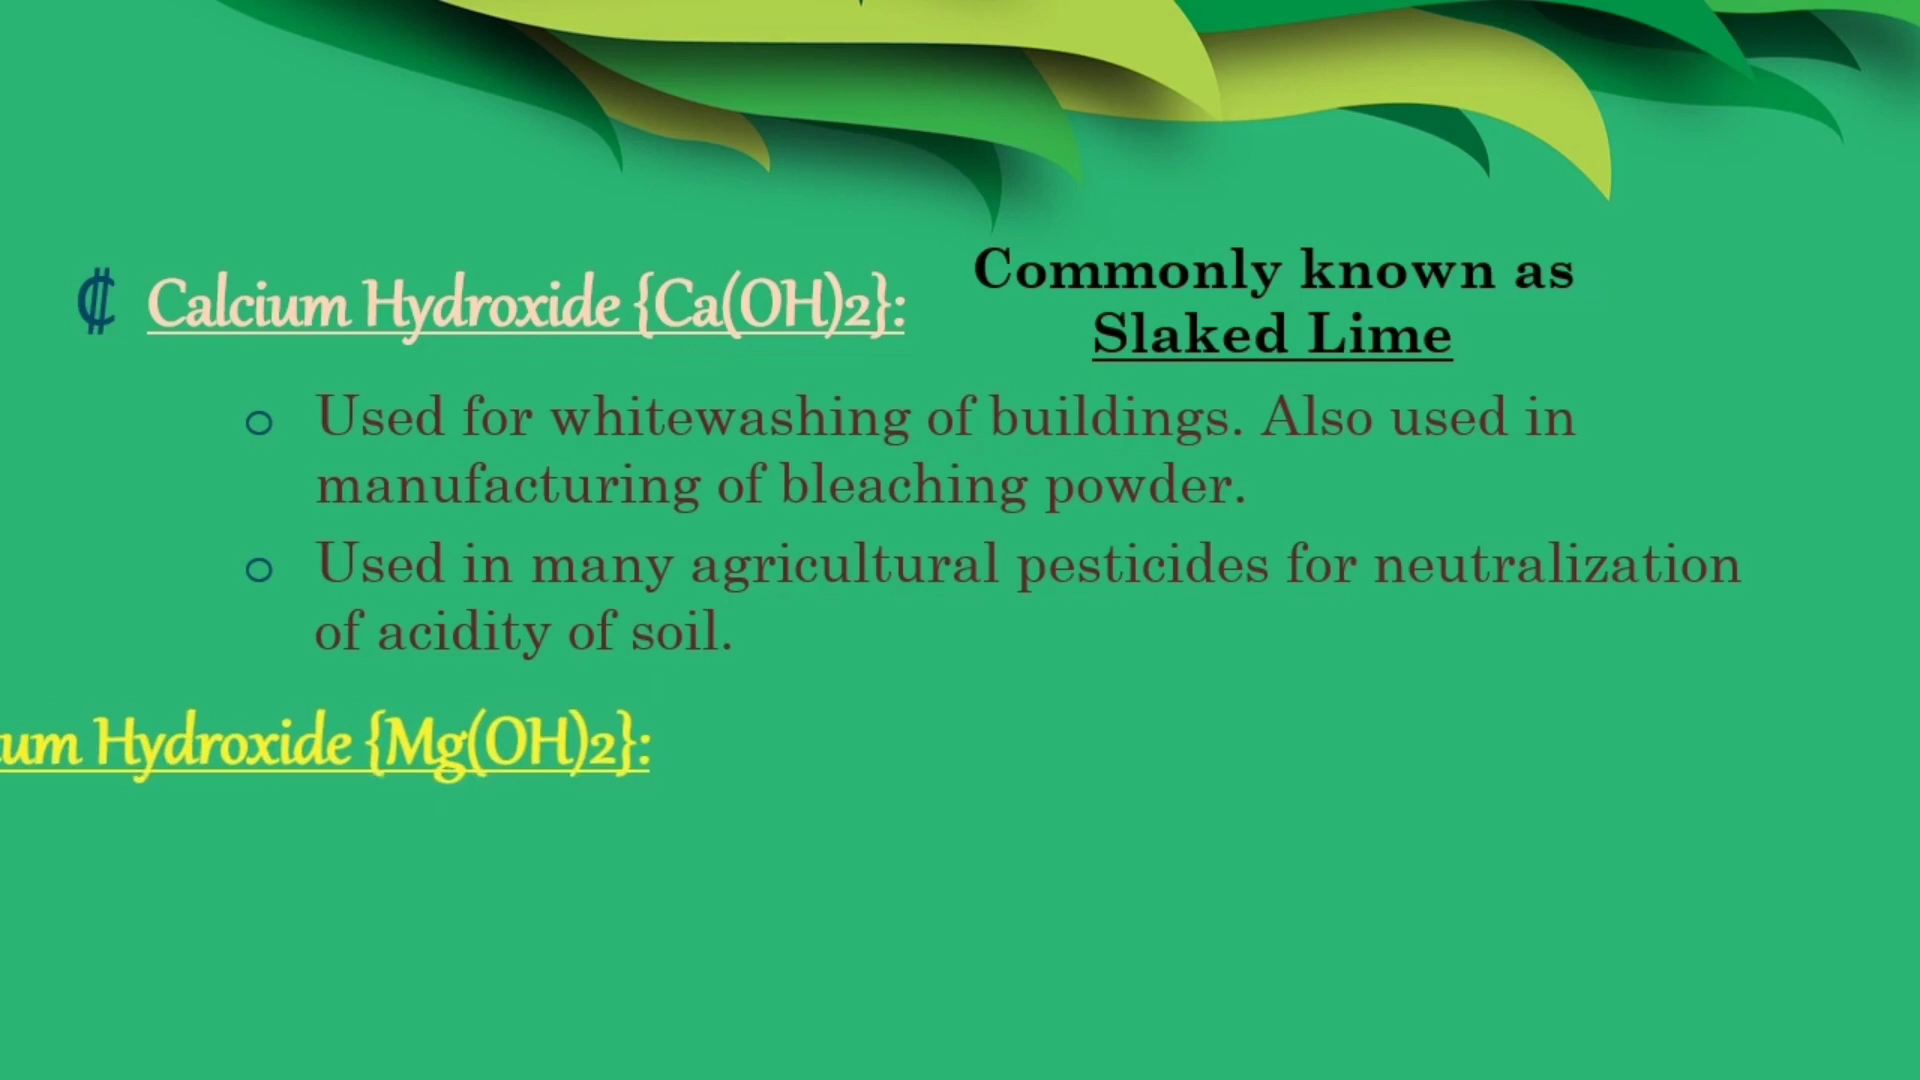 ₡ Calcium Hydroxide {Ca(OH)2}:
Commonly known as
Slaked Lime
o Used for whitewashing of buildings. Also used in
manufacturing of bleaching powder.
o Used in many agricultural pesticides for neutralization
of acidity of soil.
um Hydroxide {Mg(OH)2}: